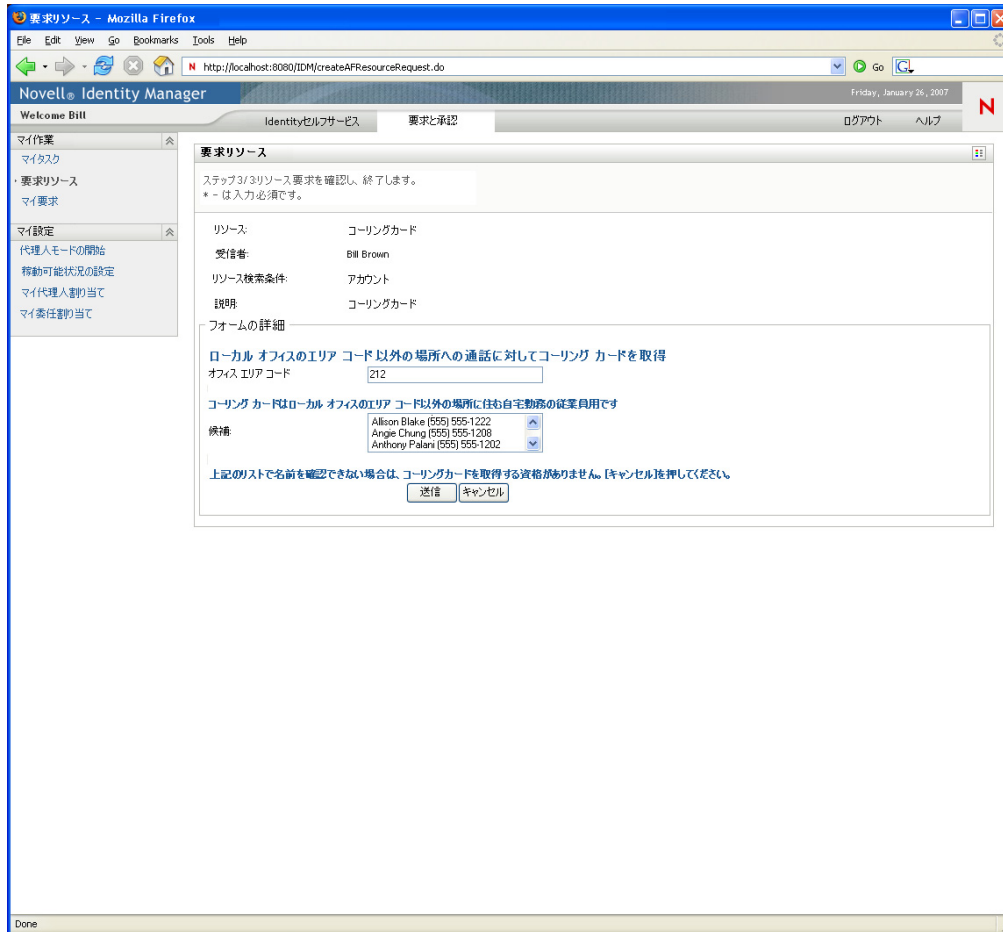 要求リソース - Mozilla Firefox
File Edit View Go Bookmarks Tools Help
http://localhost:8080/IDM/createAFResourceRequest.do
Go
G
Novell® Identity Manager
Friday, January 26, 2007
N
Welcome Bill
Identityセルフサービス
要求と承認
ログアウト
ヘルプ
マイ作業
マイタスク
・要求リソース
マイ要求
マイ設定
代理人モードの開始
稼動可能状況の設定
マイ代理人割り当て
マイ委任割り当て
要求リソース
ステップ3/3リソース要求を確認し、終了します。
* - は入力必須です。
リソース: コーリングカード
受信者: Bill Brown
リソース検索条件: アカウント
説明: コーリングカード
フォームの詳細
ローカル オフィスのエリア コード以外の場所への通話に対してコーリング カードを取得
オフィス エリア コード 212
コーリング カードはローカル オフィスのエリア コード以外の場所に住む自宅勤務の従業員用です
候補:
Allison Blake (555) 555-1222
Angie Chung (555) 555-1208
Anthony Palani (555) 555-1202
上記のリストで名前を確認できない場合は、コーリングカードを取得する資格がありません。[キャンセル]を押してください。
送信 キャンセル
Done